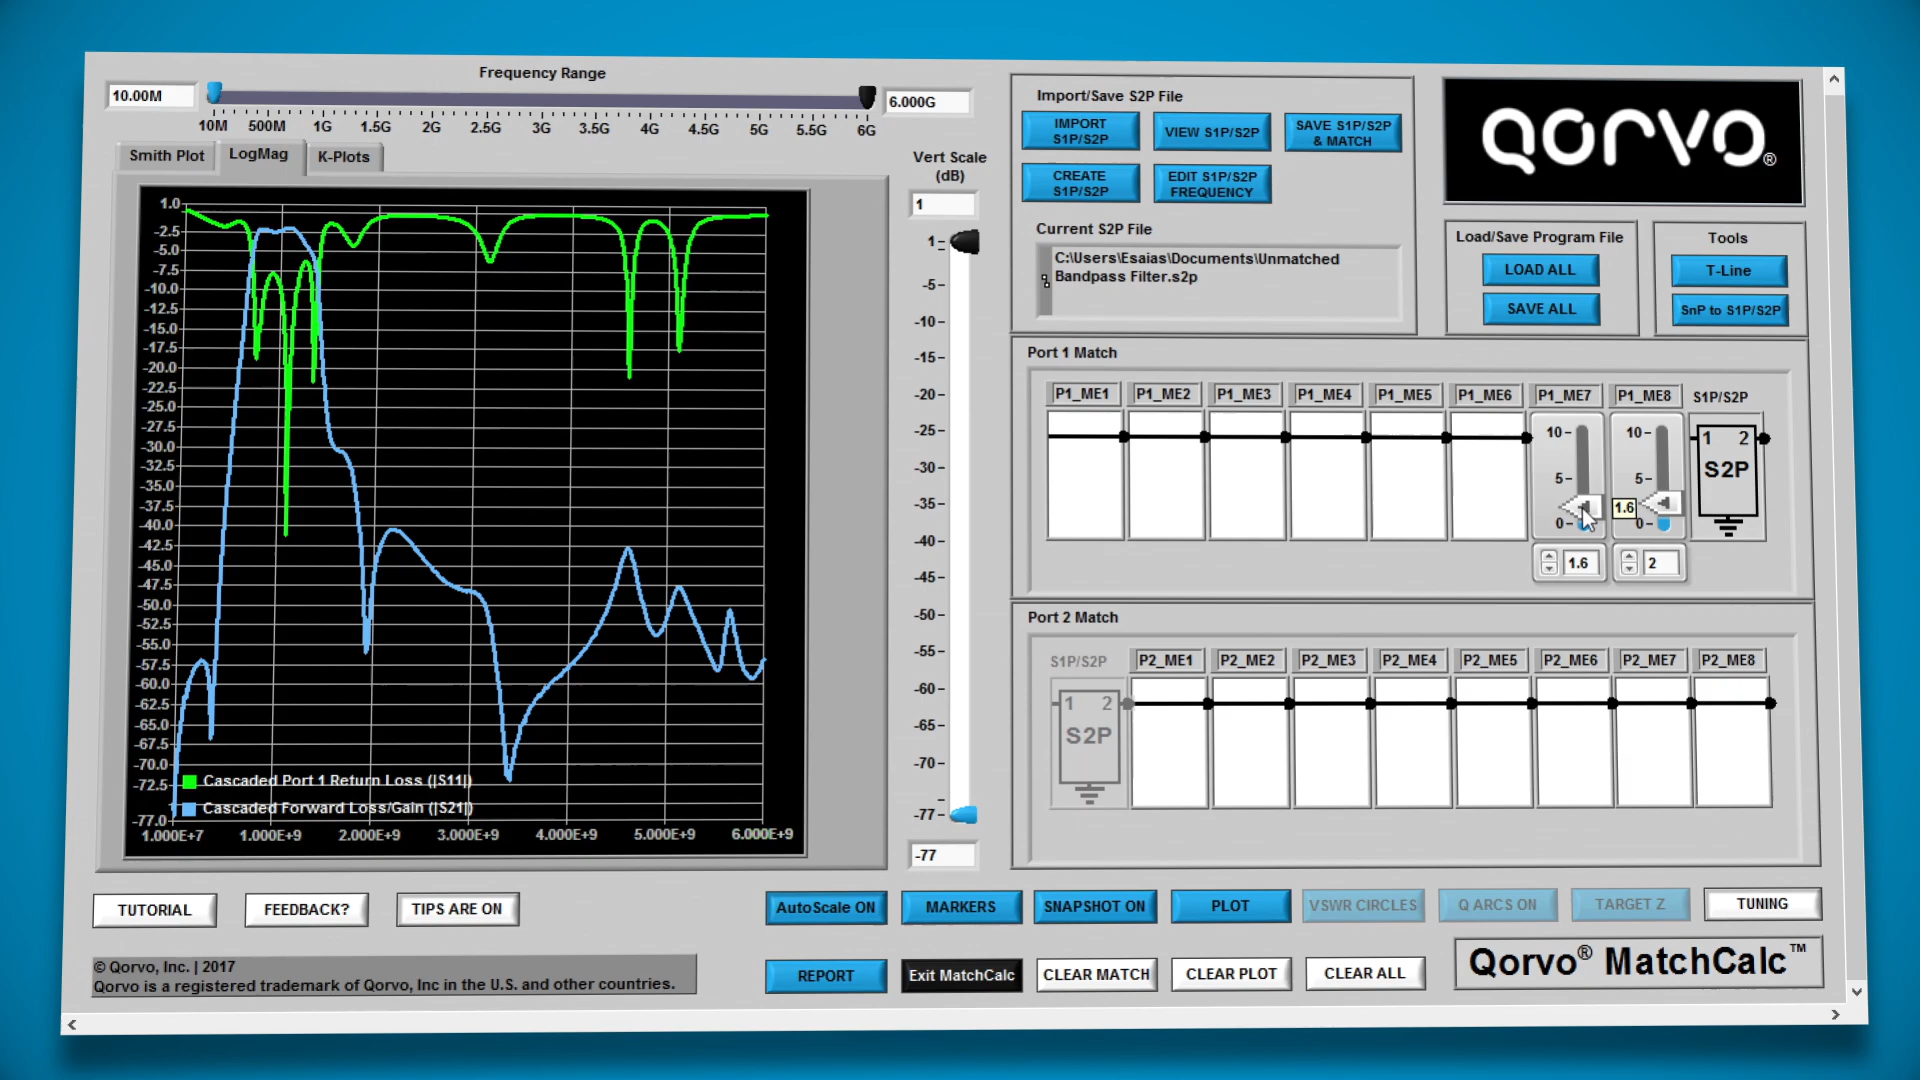 Frequency Range
10.00M
6.000G
10M 500M 1G 1.5G 2G 2.5G 3G 3.5G 4G 4.5G 5G 5.5G 6G
Smith Plot LogMag K-Plots
Vert Scale
(dB)
1
1.0
-2.5
-5.0
-7.5
-10.0
-12.5
-15.0
-17.5
-20.0
-22.5
-25.0
-27.5
-30.0
-32.5
-35.0
-37.5
-40.0
-42.5
-45.0
-47.5
-50.0
-52.5
-55.0
-57.5
-60.0
-62.5
-65.0
-67.5
-70.0
-72.5
-77.0
Cascaded Port 1 Return Loss (|S11|)
Cascaded Forward Loss/Gain (|S21|)
1.000E+7 1.000E+9 2.000E+9 3.000E+9 4.000E+9 5.000E+9 6.000E+9
1
-5
-10
-15
-20
-25
-30
-35
-40
-45
-50
-55
-60
-65
-70
-77
-77
Import/Save S2P File
IMPORT
S1P/S2P
VIEW S1P/S2P
SAVE S1P/S2P
& MATCH
CREATE
S1P/S2P
EDIT S1P/S2P
FREQUENCY
Current S2P File
C:\Users\Esaias\Documents\Unmatched
Bandpass Filter.s2p
QORVO®
Load/Save Program File
LOAD ALL
SAVE ALL
Tools
T-Line
SnP to S1P/S2P
Port 1 Match
P1_ME1 P1_ME2 P1_ME3 P1_ME4 P1_ME5 P1_ME6 P1_ME7 P1_ME8 S1P/S2P
10 10
5 5
0 1.6 0
1.6 2
1 2
S2P
Port 2 Match
S1P/S2P P2_ME1 P2_ME2 P2_ME3 P2_ME4 P2_ME5 P2_ME6 P2_ME7 P2_ME8
1 2
S2P
TUTORIAL FEEDBACK? TIPS ARE ON AutoScale ON MARKERS SNAPSHOT ON PLOT VSWR CIRCLES Q ARCS ON TARGET Z TUNING
© Qorvo, Inc. | 2017
Qorvo is a registered trademark of Qorvo, Inc in the U.S. and other countries.
REPORT Exit MatchCalc CLEAR MATCH CLEAR PLOT CLEAR ALL
Qorvo® MatchCalc™